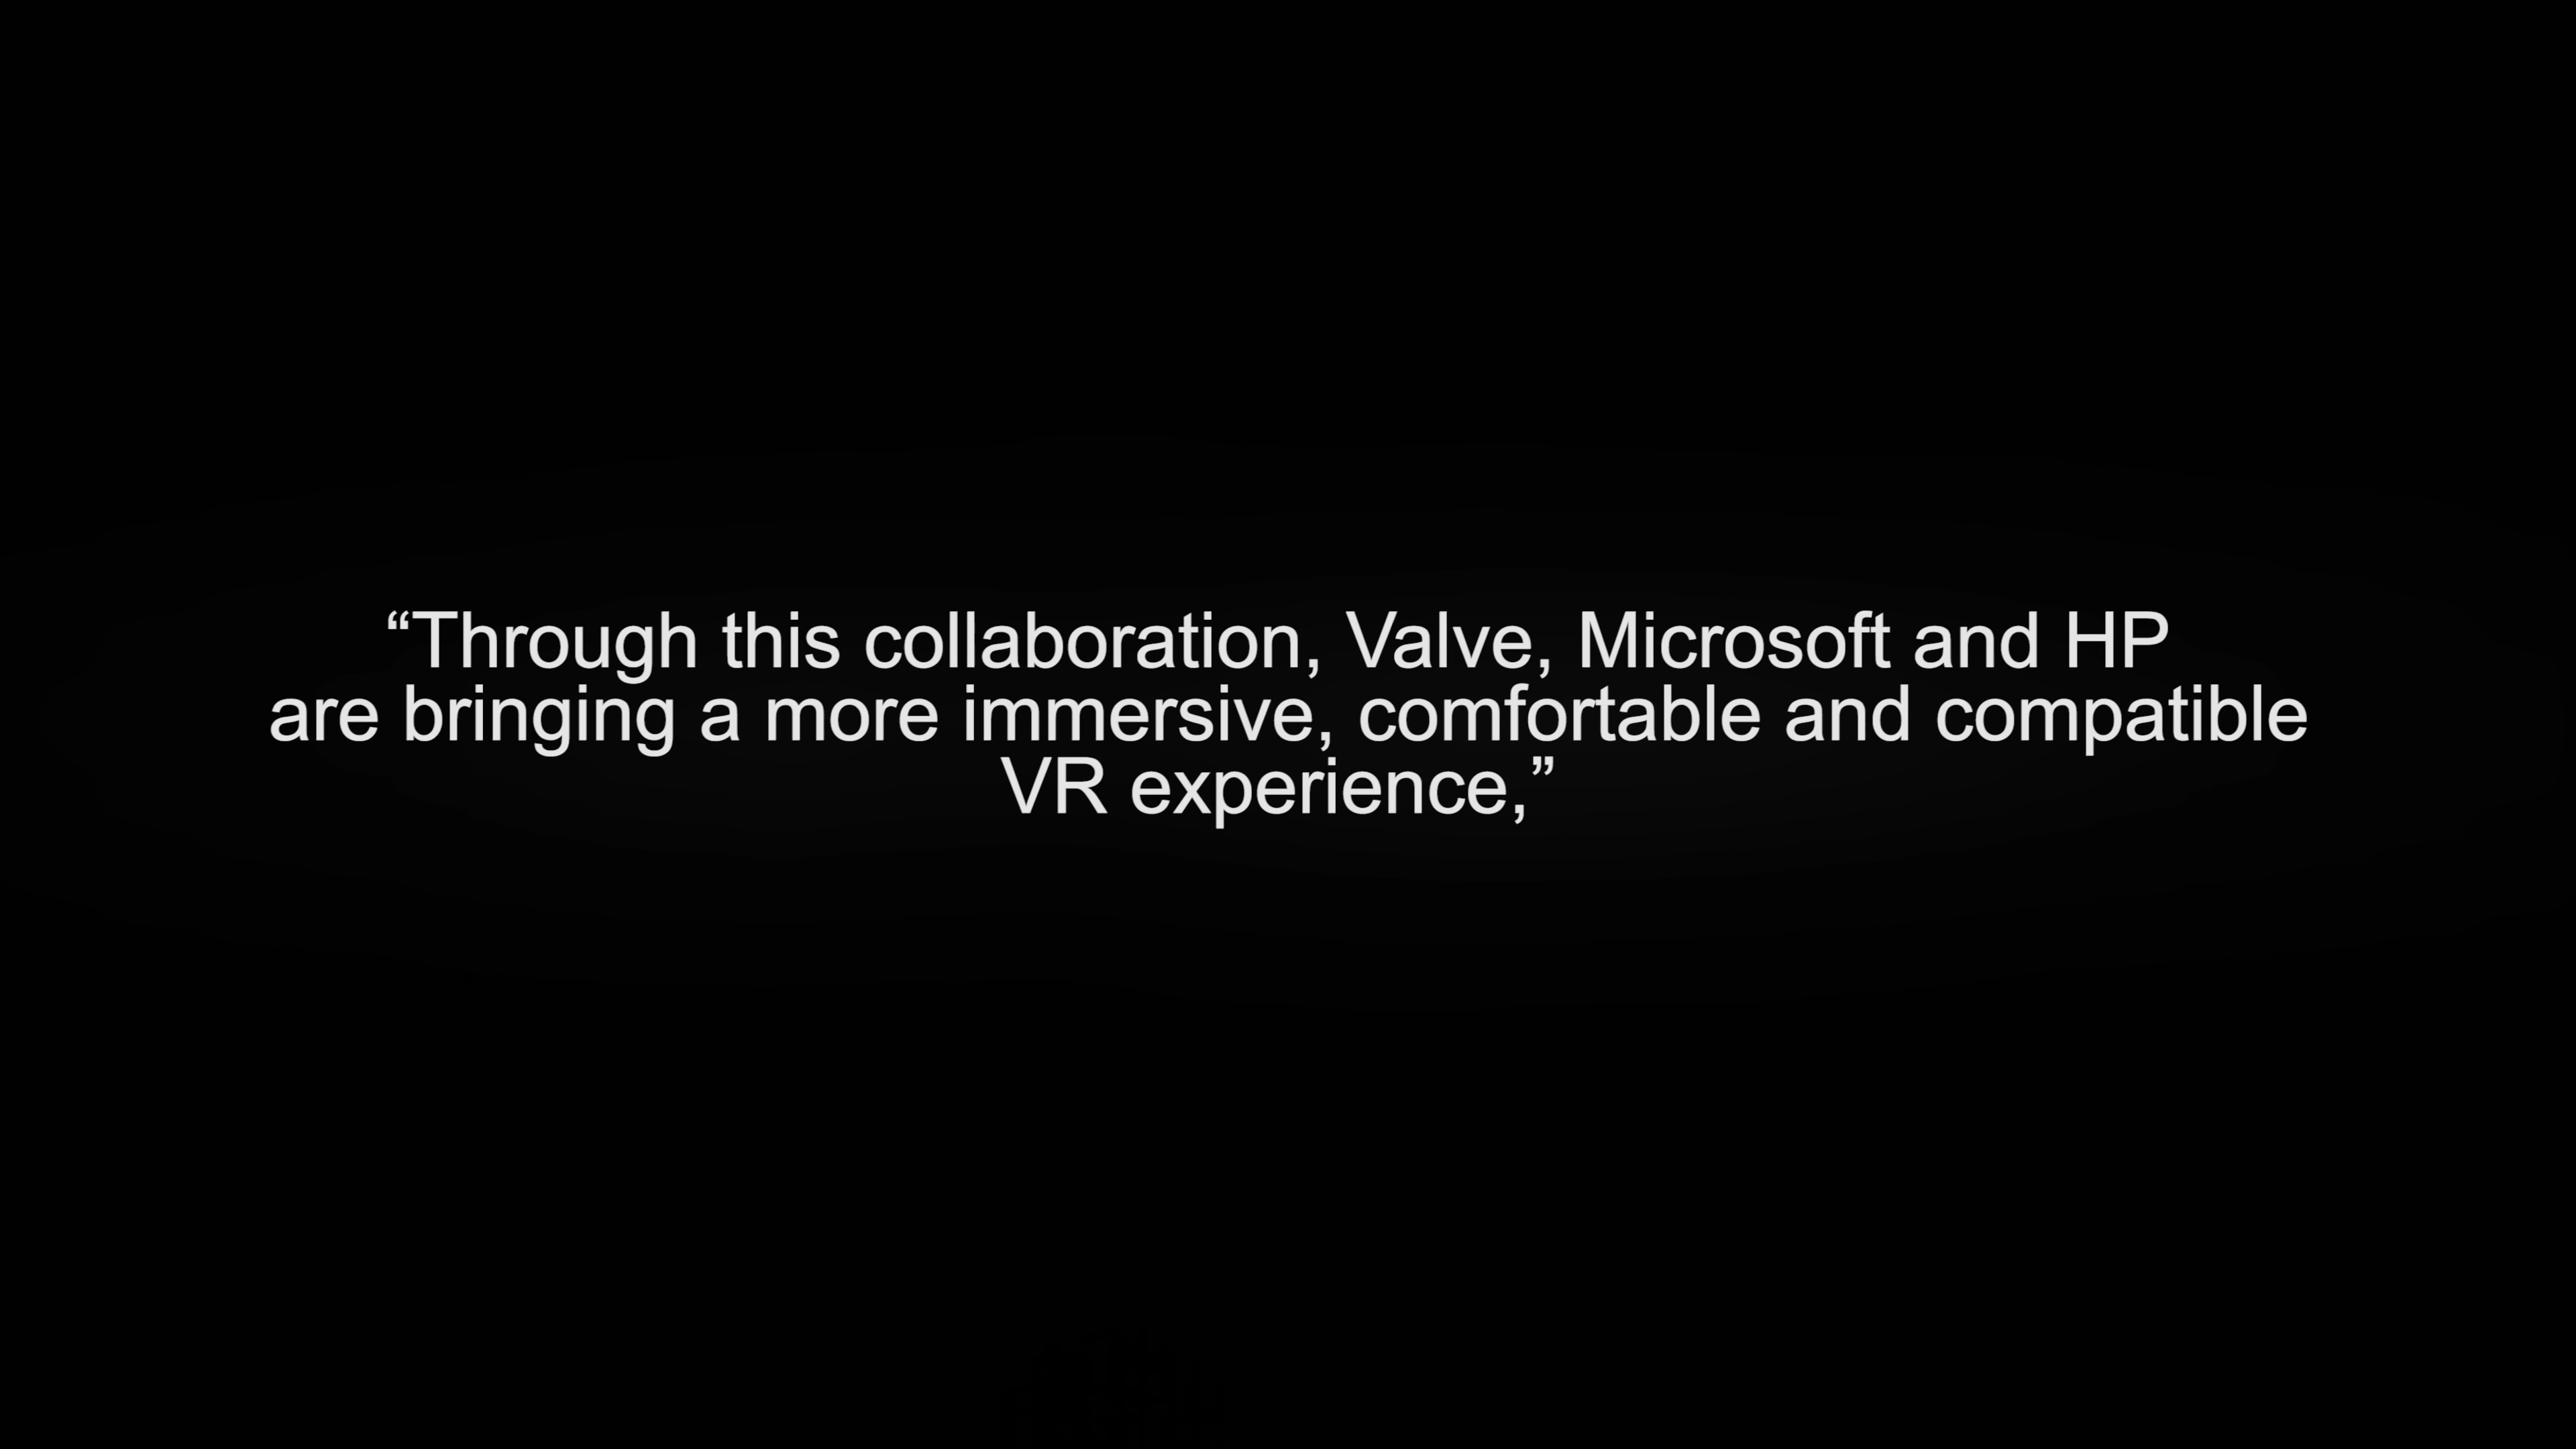 “Through this collaboration, Valve, Microsoft and HP
are bringing a more immersive, comfortable and compatible
VR experience,”